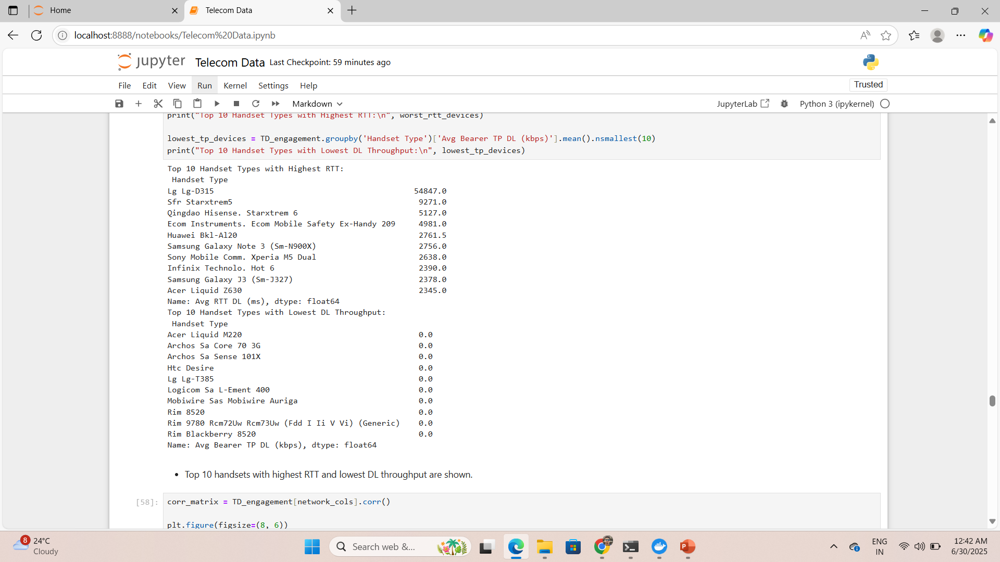 Home
Telecom Data
localhost:8888/notebooks/Telecom%20Data.ipynb
jupyter Telecom Data Last Checkpoint: 59 minutes ago
File Edit View Run Kernel Settings Help
Trusted
Markdown
JupyterLab
Python 3 (ipykernel)
print("Top 10 Handset Types with Highest RTT:\n", worst_rtt_devices)
lowest_tp_devices = TD_engagement.groupby('Handset Type')['Avg Bearer TP DL (kbps)'].mean().nsmallest(10)
print("Top 10 Handset Types with Lowest DL Throughput:\n", lowest_tp_devices)
Top 10 Handset Types with Highest RTT:
Handset Type
Lg Lg-D315 54847.0
Sfr Starxtrem5 9271.0
Qingdao Hisense. Starxtrem 6 5127.0
Ecom Instruments. Ecom Mobile Safety Ex-Handy 209 4981.0
Huawei Bkl-Al20 2761.5
Samsung Galaxy Note 3 (Sm-N900X) 2756.0
Sony Mobile Comm. Xperia M5 Dual 2638.0
Infinix Technolo. Hot 6 2390.0
Samsung Galaxy J3 (Sm-J327) 2378.0
Acer Liquid Z630 2345.0
Name: Avg RTT DL (ms), dtype: float64
Top 10 Handset Types with Lowest DL Throughput:
Handset Type
Acer Liquid M220 0.0
Archos Sa Core 70 3G 0.0
Archos Sa Sense 101X 0.0
Htc Desire 0.0
Lg Lg-T385 0.0
Logicom Sa L-Ement 400 0.0
Mobiwire Sas Mobiwire Auriga 0.0
Rim 8520 0.0
Rim 9780 Rcm72Uw Rcm73Uw (Fdd I Ii V Vi) (Generic) 0.0
Rim Blackberry 8520 0.0
Name: Avg Bearer TP DL (kbps), dtype: float64
• Top 10 handsets with highest RTT and lowest DL throughput are shown.
[58]: corr_matrix = TD_engagement[network_cols].corr()
plt.figure(figsize=(8, 6))
8
24°C
Cloudy
Search web &...
ENG
IN
12:42 AM
6/30/2025